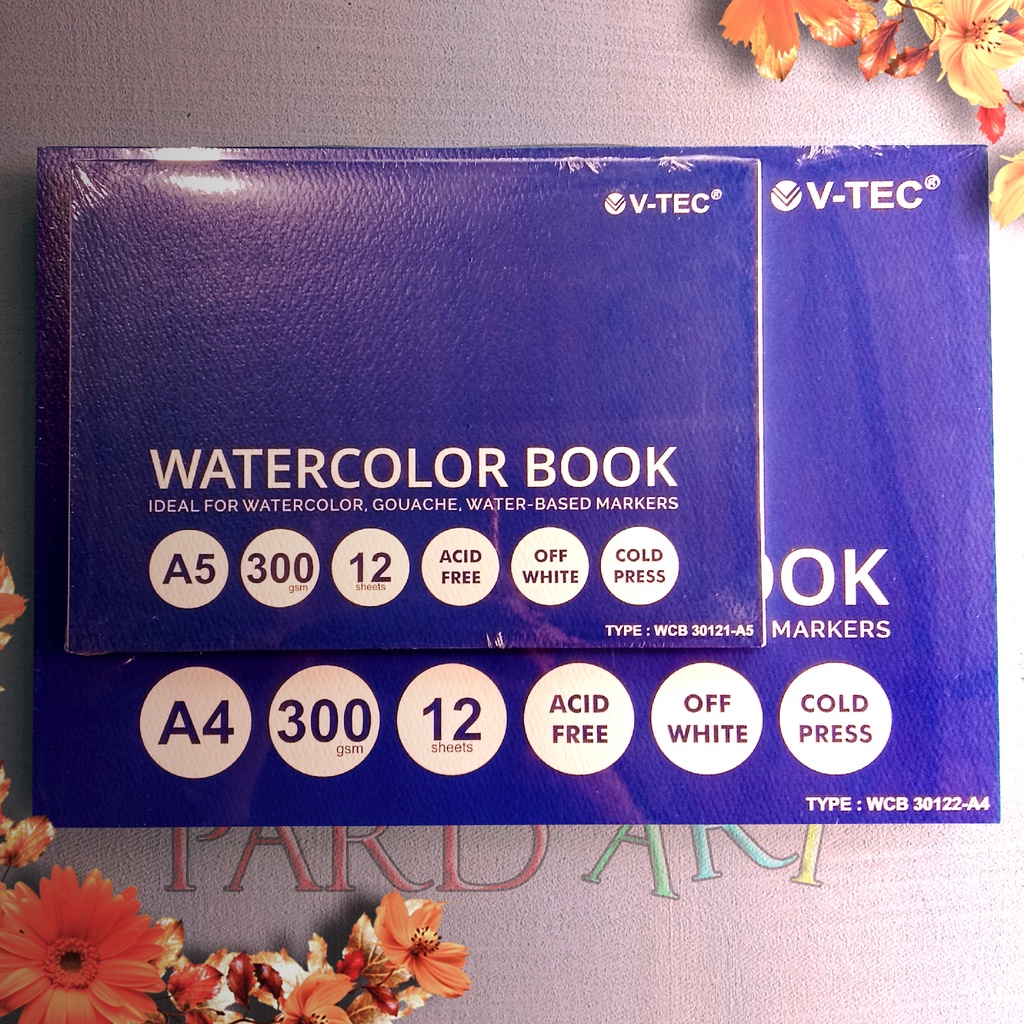 V-TEC®
WATERCOLOR BOOK
IDEAL FOR WATERCOLOR, GOUACHE, WATER-BASED MARKERS
A5
300
gsm
12
sheets
ACID
FREE
OFF
WHITE
COLD
PRESS
TYPE : WCB 30121-A5
V-TEC®
OOK
MARKERS
A4
300
gsm
12
sheets
ACID
FREE
OFF
WHITE
COLD
PRESS
TYPE : WCB 30122-A4